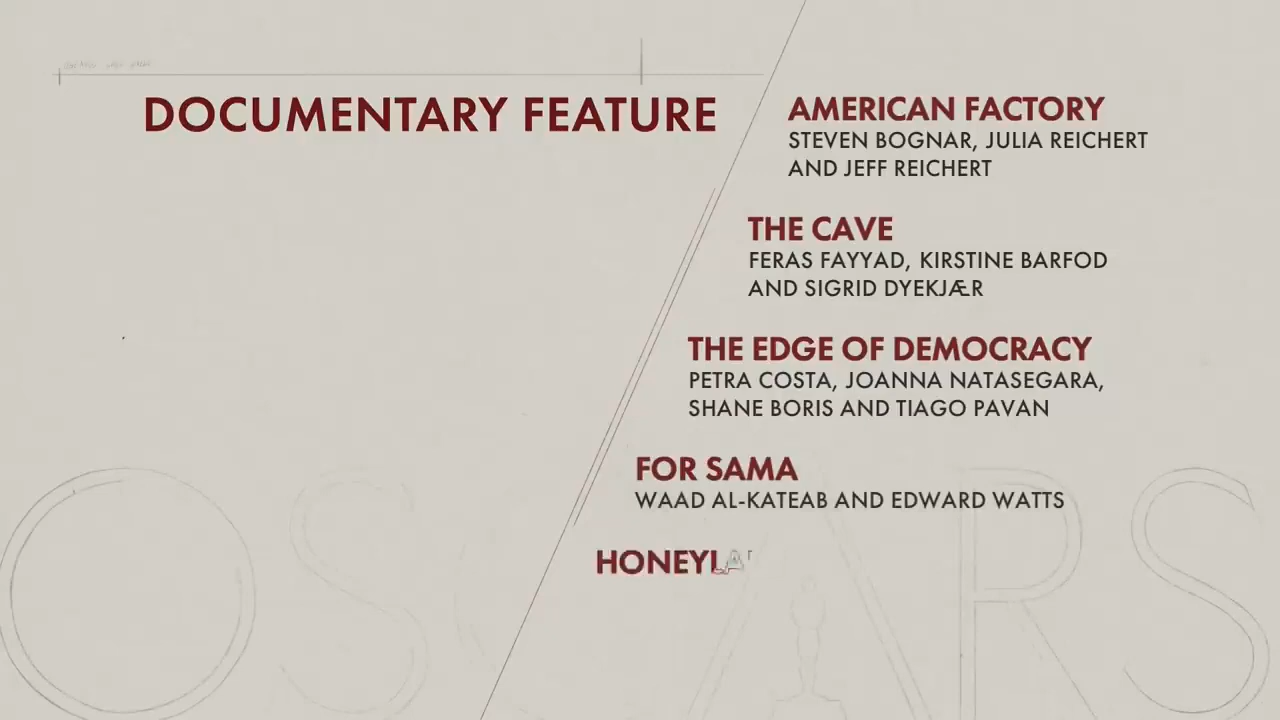 DOCUMENTARY FEATURE
AMERICAN FACTORY
STEVEN BOGNAR, JULIA REICHERT
AND JEFF REICHERT
THE CAVE
FERAS FAYYAD, KIRSTINE BARFOD
AND SIGRID DYEKJÆR
THE EDGE OF DEMOCRACY
PETRA COSTA, JOANNA NATASEGARA,
SHANE BORIS AND TIAGO PAVAN
FOR SAMA
WAAD AL-KATEAB AND EDWARD WATTS
HONEYLA
OSCARS